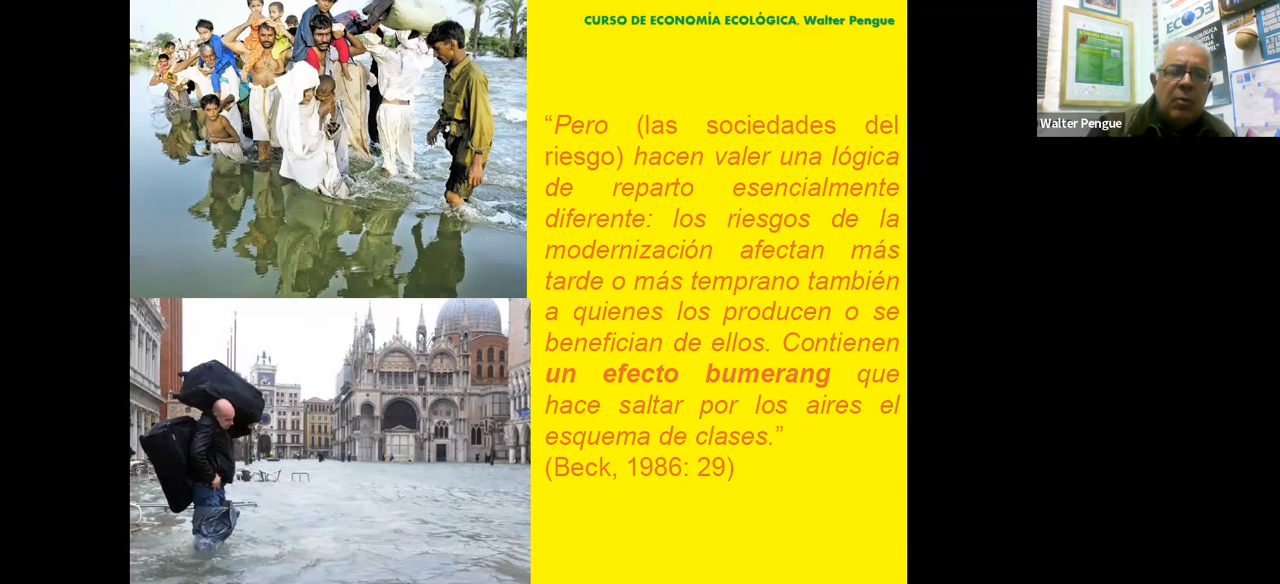 CURSO DE ECONOMÍA ECOLÓGICA. Walter Pengue
“Pero (las sociedades del
riesgo) hacen valer una lógica
de reparto esencialmente
diferente: los riesgos de la
modernización afectan más
tarde o más temprano también
a quienes los producen o se
benefician de ellos. Contienen
un efecto bumerang que
hace saltar por los aires el
esquema de clases.”
(Beck, 1986: 29)
Walter Pengue